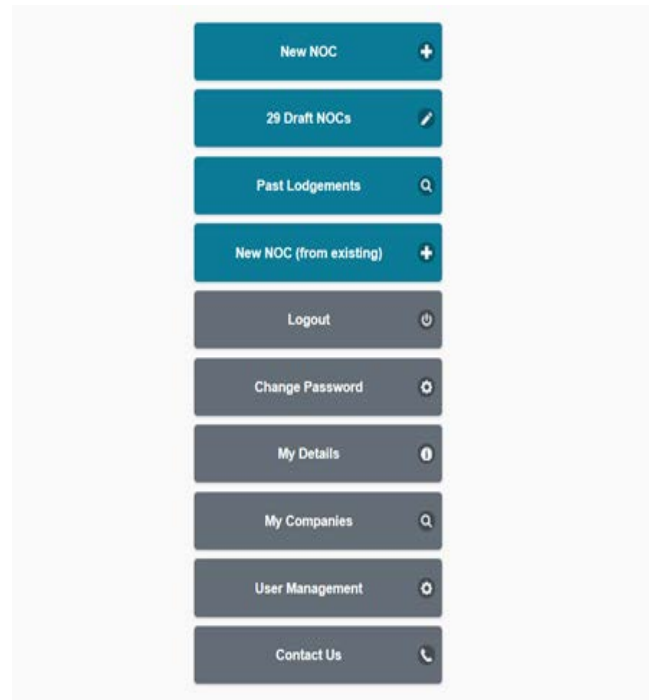 New NOC
29 Draft NOCs
Past Lodgements
New NOC (from existing)
Logout
Change Password
My Details
My Companies
User Management
Contact Us